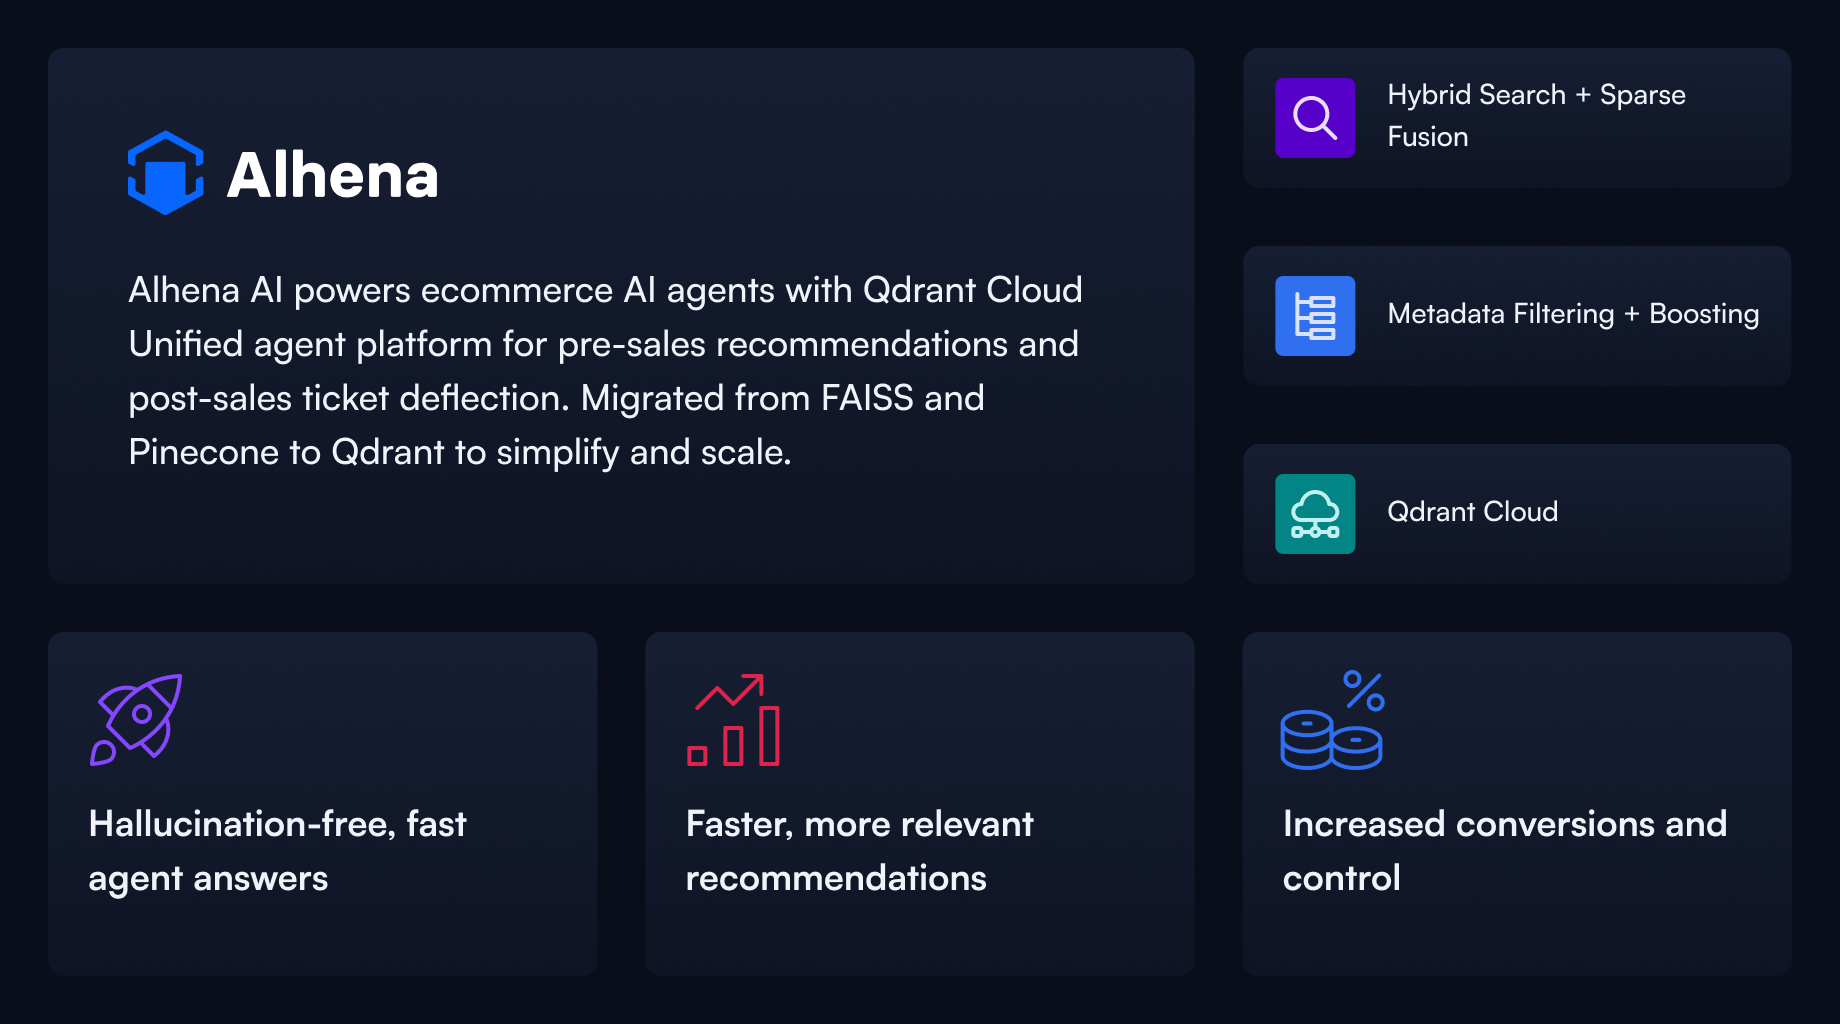 Alhena
Alhena AI powers ecommerce AI agents with Qdrant Cloud
Unified agent platform for pre-sales recommendations and
post-sales ticket deflection. Migrated from FAISS and
Pinecone to Qdrant to simplify and scale.
Hybrid Search + Sparse
Fusion
Metadata Filtering + Boosting
Qdrant Cloud
Hallucination-free, fast
agent answers
Faster, more relevant
recommendations
%
Increased conversions and
control